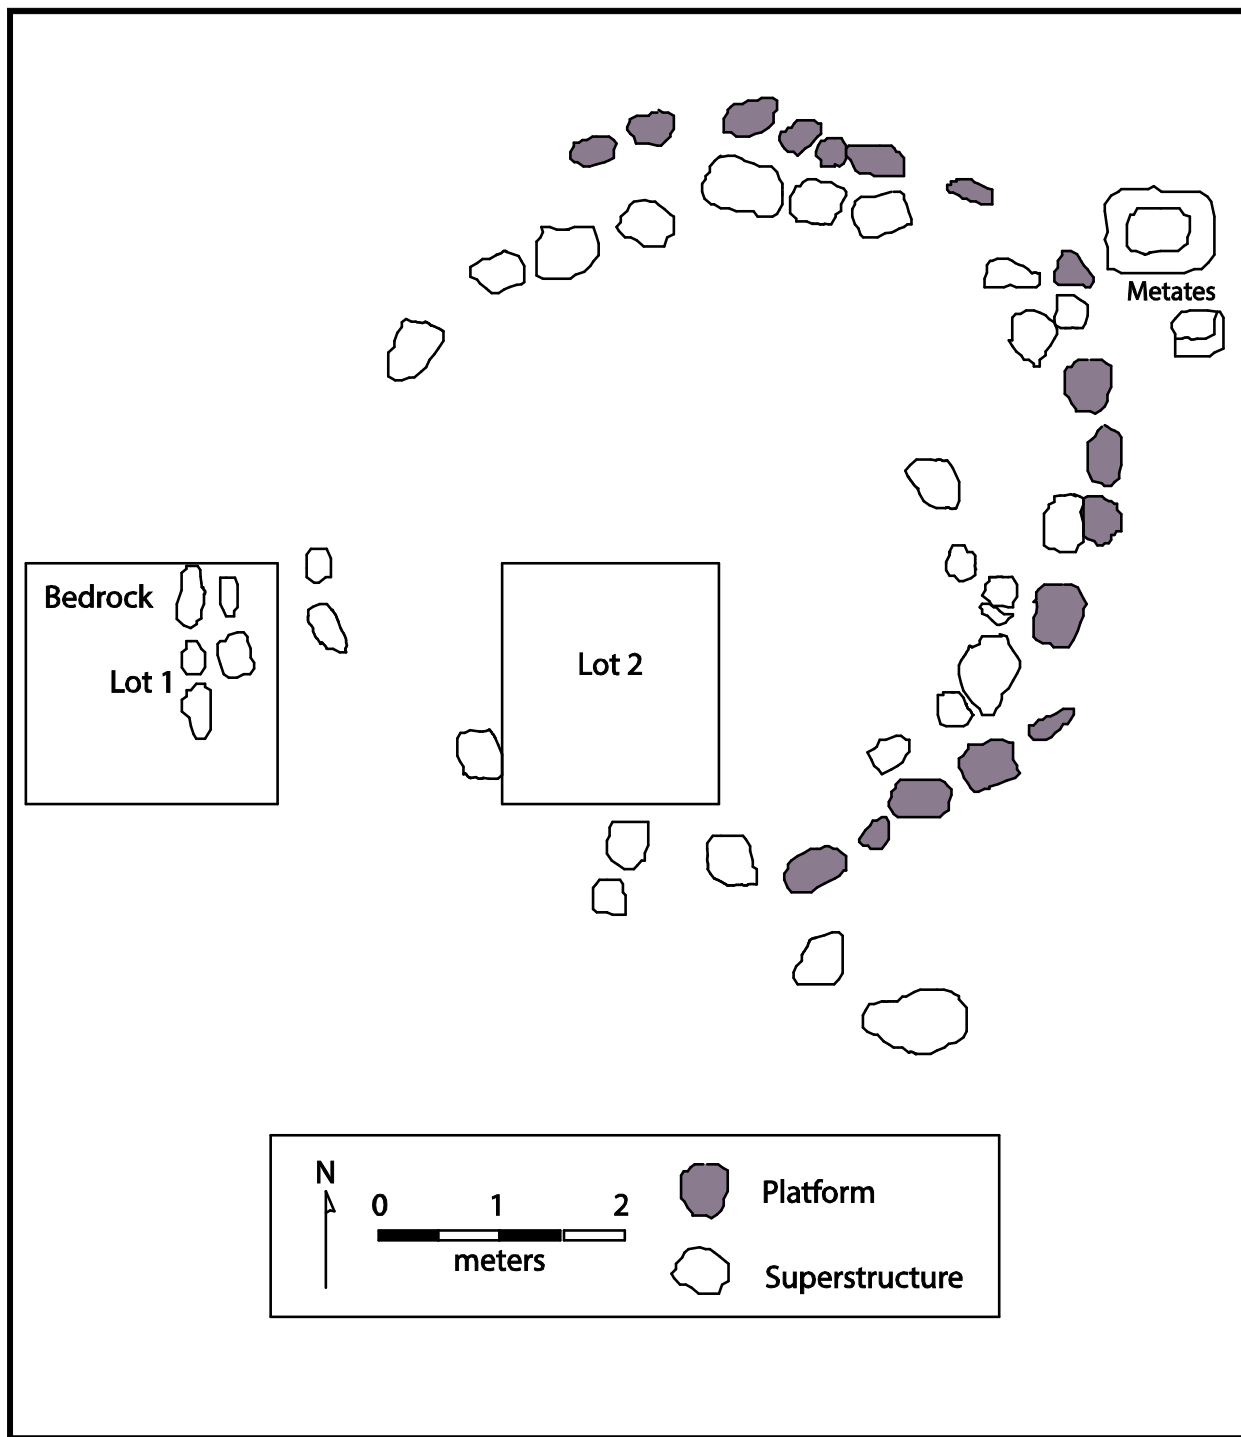 Metates
Bedrock
Lot 1
Lot 2
N
0 1 2
meters
Platform
Superstructure